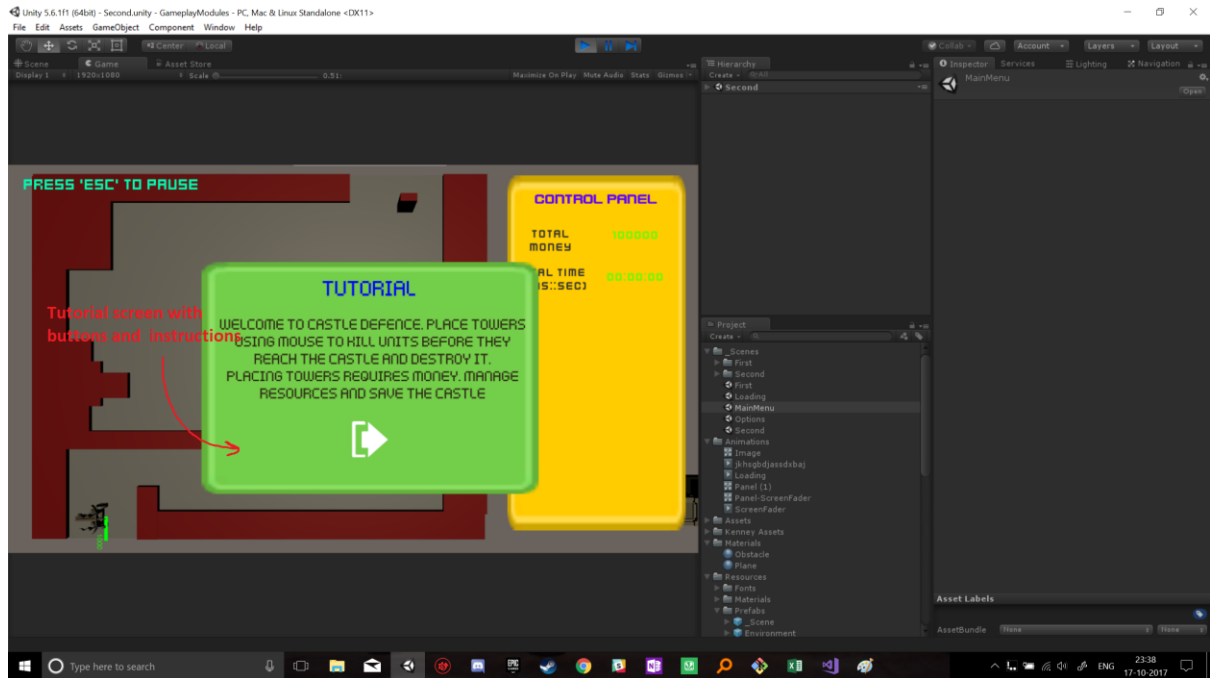 Unity 5.6.1f1 (64bit) - Second.unity - GameplayModules - PC, Mac & Linux Standalone <DX11>
File Edit Assets GameObject Component Window Help
Center Local
Collab Account Layers Layout
Scene Game Asset Store
Display 1 1920x1080 Scale 0.51: Maximize On Play Mute Audio Stats Gizmos
Hierarchy
Create All
Second
Inspector Services Lighting Navigation
MainMenu
Open
PRESS 'ESC' TO PAUSE
CONTROL PANEL
TOTAL MONEY 100000
AL TIME
S::SEC) 00:00:00
TUTORIAL
WELCOME TO CASTLE DEFENCE. PLACE TOWERS
USING MOUSE TO KILL UNITS BEFORE THEY
REACH THE CASTLE AND DESTROY IT.
PLACING TOWERS REQUIRES MONEY. MANAGE
RESOURCES AND SAVE THE CASTLE
Tutorial screen with
buttons and instructions
Project
Create
_Scenes
First
Second
First
Loading
MainMenu
Options
Second
Animations
Image
jkhsgbdjassdxbaj
Loading
Panel (1)
Panel-ScreenFader
ScreenFader
Assets
Kenney Assets
Materials
Obstacle
Plane
Resources
Fonts
Materials
Prefabs
_Scene
Environment
Asset Labels
AssetBundle None None
Type here to search
ENG
23:38
17-10-2017